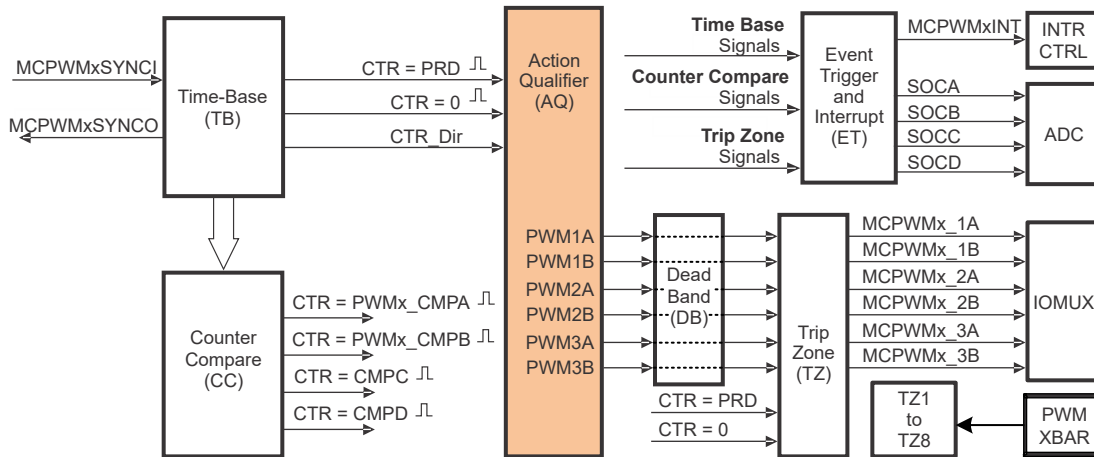 MCPWMxSYNCI
MCPWMxSYNCO
Time-Base
(TB)
CTR = PRD
CTR = 0
CTR_Dir
Counter
Compare
(CC)
CTR = PWMx_CMPA
CTR = PWMx_CMPB
CTR = CMPC
CTR = CMPD
Action
Qualifier
(AQ)
PWM1A
PWM1B
PWM2A
PWM2B
PWM3A
PWM3B
Time Base
Signals
Counter Compare
Signals
Trip Zone
Signals
Event
Trigger
and
Interrupt
(ET)
MCPWMxINT
SOCA
SOCB
SOCC
SOCD
INTR
CTRL
ADC
Dead
Band
(DB)
CTR = PRD
CTR = 0
Trip
Zone
(TZ)
MCPWMx_1A
MCPWMx_1B
MCPWMx_2A
MCPWMx_2B
MCPWMx_3A
MCPWMx_3B
IOMUX
TZ1
to
TZ8
PWM
XBAR